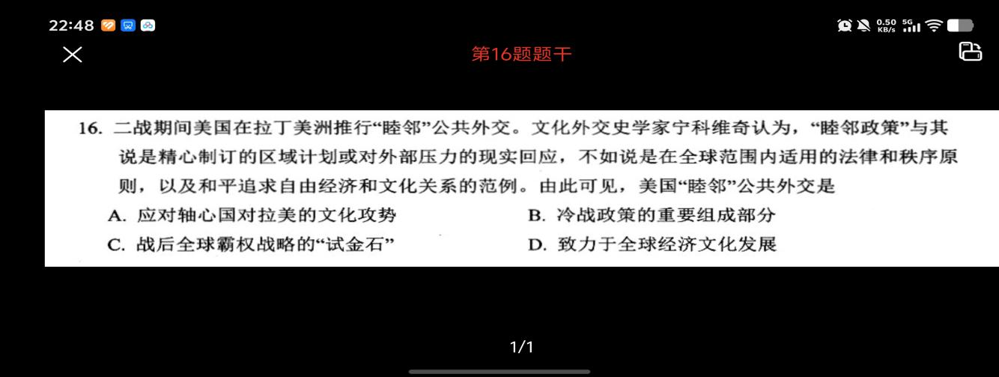 22:48
0.50 KB/s 5G
第16题题干
16. 二战期间美国在拉丁美洲推行“睦邻”公共外交。文化外交史学家宁科维奇认为，“睦邻政策”与其
说是精心制订的区域计划或对外部压力的现实回应，不如说是在全球范围内适用的法律和秩序原
则，以及和平追求自由经济和文化关系的范例。由此可见，美国“睦邻”公共外交是
A. 应对轴心国对拉美的文化攻势 B. 冷战政策的重要组成部分
C. 战后全球霸权战略的“试金石” D. 致力于全球经济文化发展
1/1